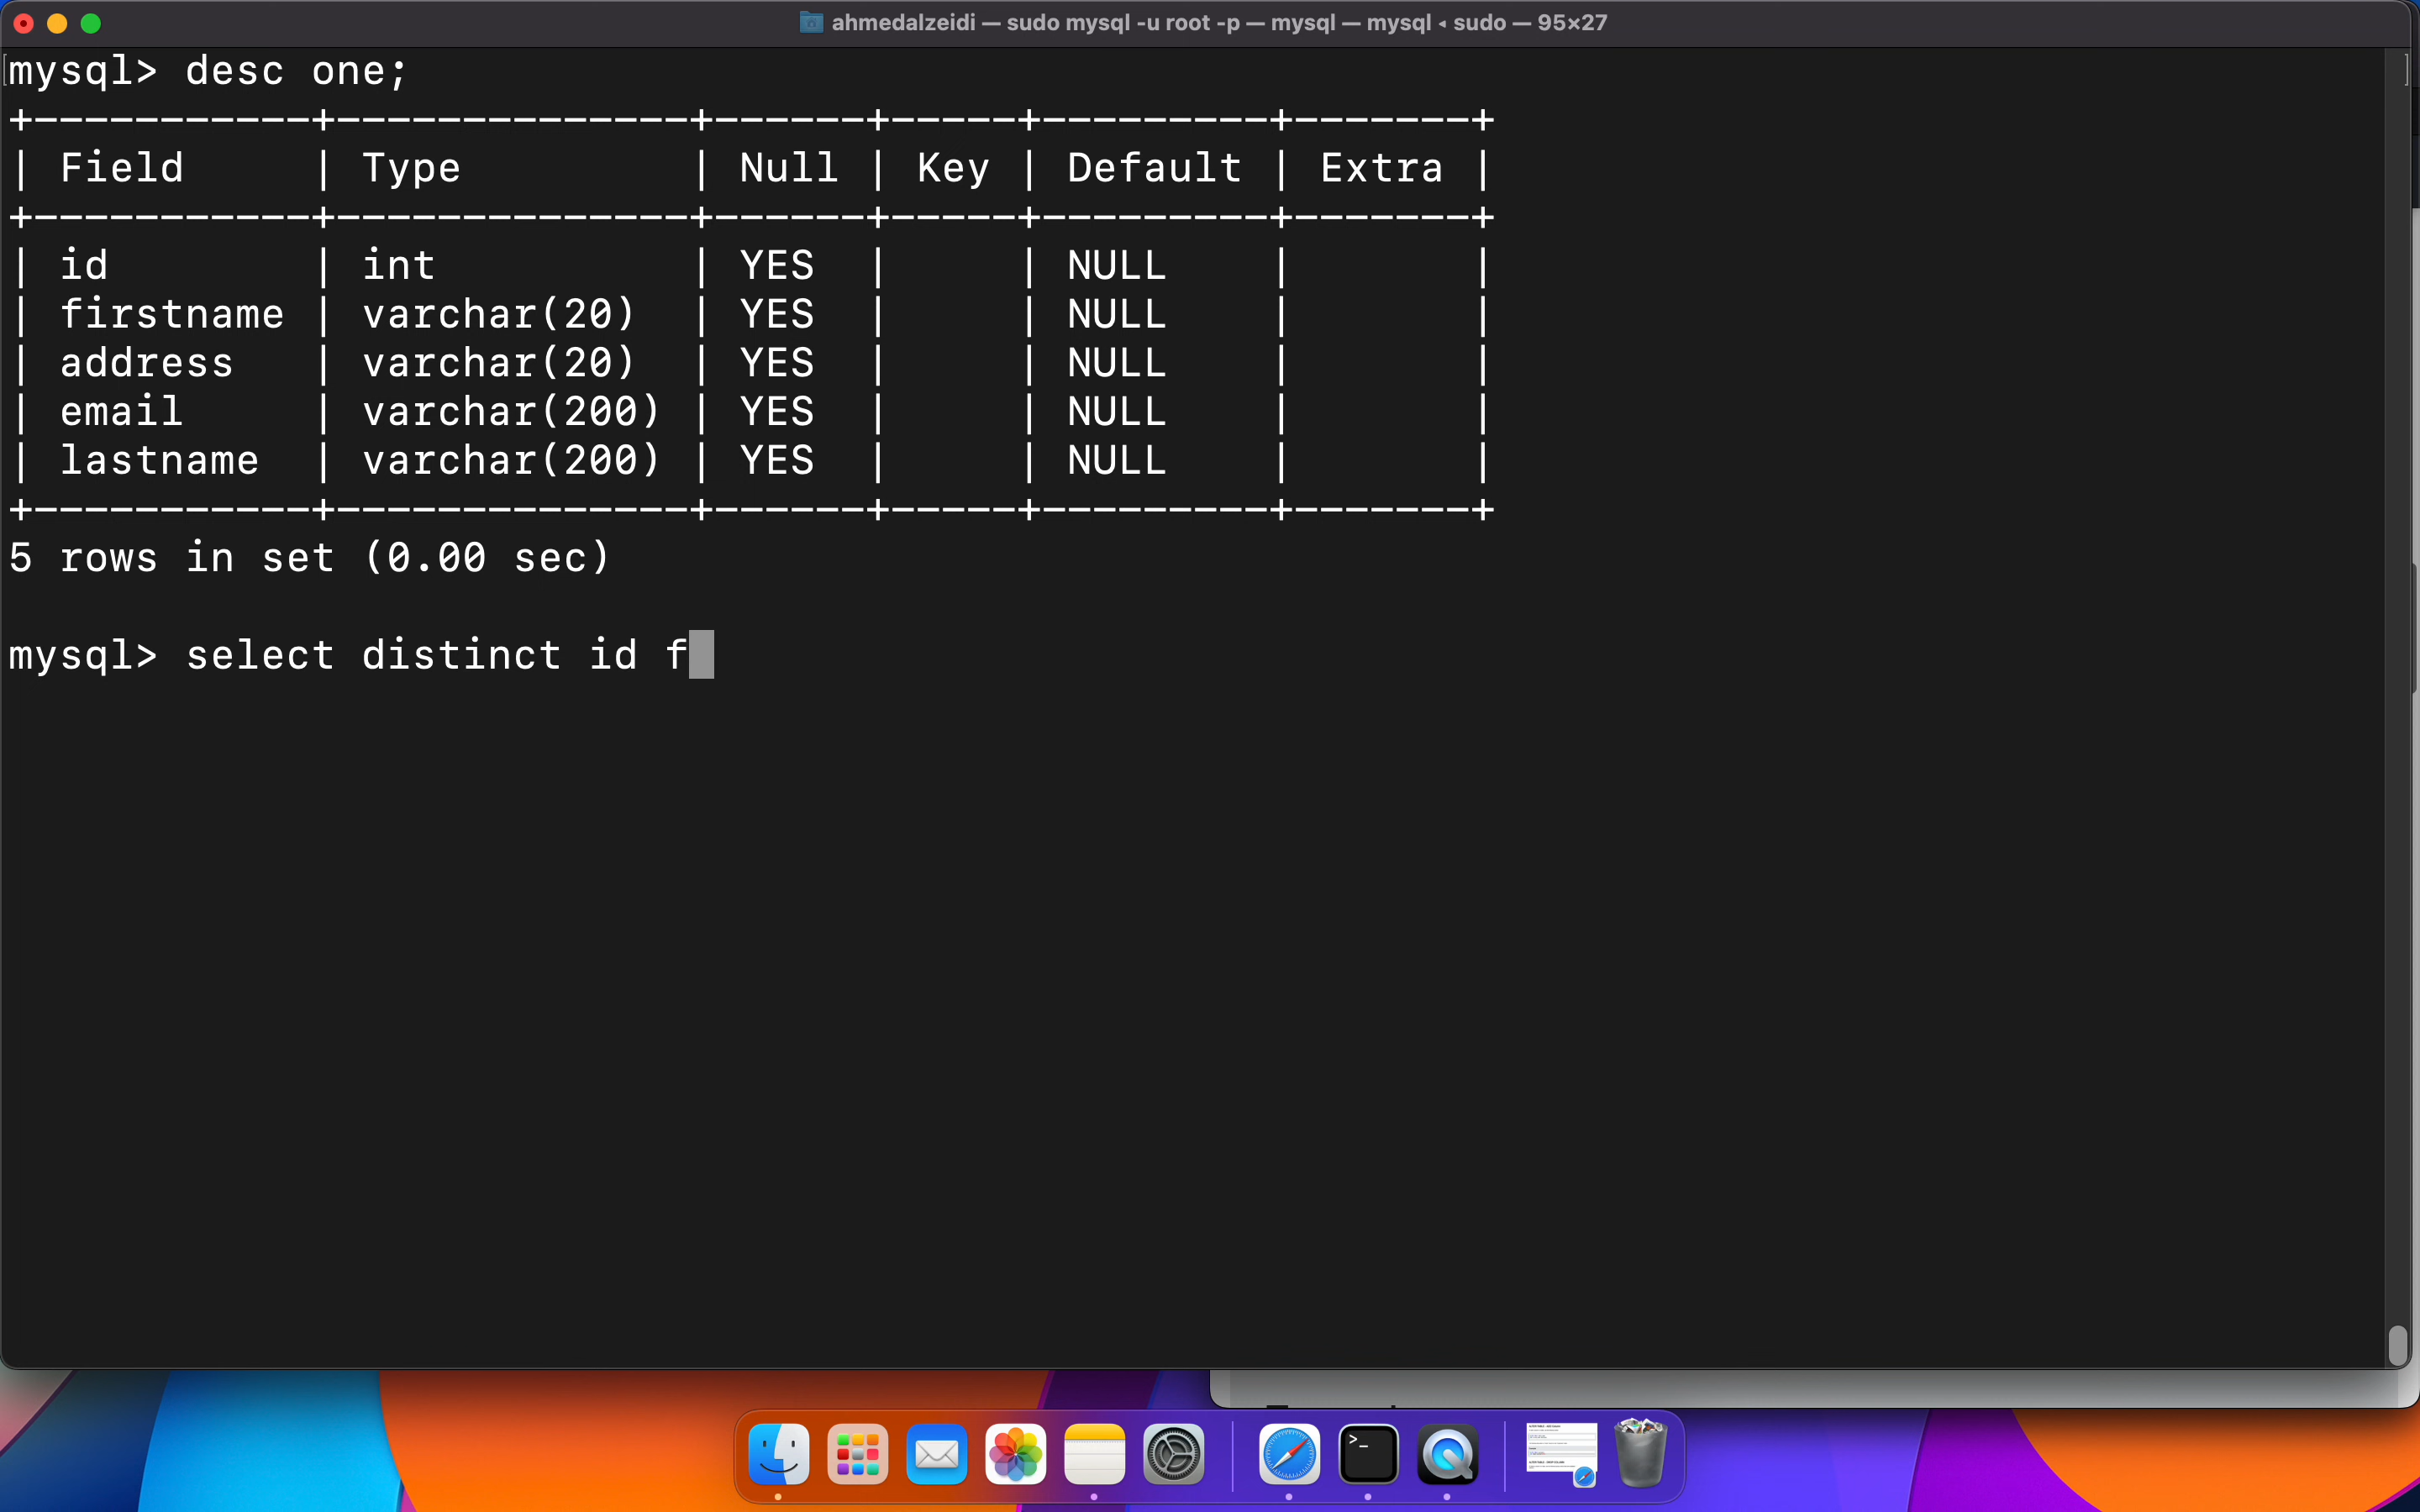 ahmedalzeidi — sudo mysql -u root -p — mysql — mysql ◂ sudo — 95×27
mysql> desc one;
+-----------+--------------+------+-----+---------+-------+
| Field     | Type         | Null | Key | Default | Extra |
+-----------+--------------+------+-----+---------+-------+
| id        | int          | YES  |     | NULL    |       |
| firstname | varchar(20)  | YES  |     | NULL    |       |
| address   | varchar(20)  | YES  |     | NULL    |       |
| email     | varchar(200) | YES  |     | NULL    |       |
| lastname  | varchar(200) | YES  |     | NULL    |       |
+-----------+--------------+------+-----+---------+-------+
5 rows in set (0.00 sec)
mysql> select distinct id f